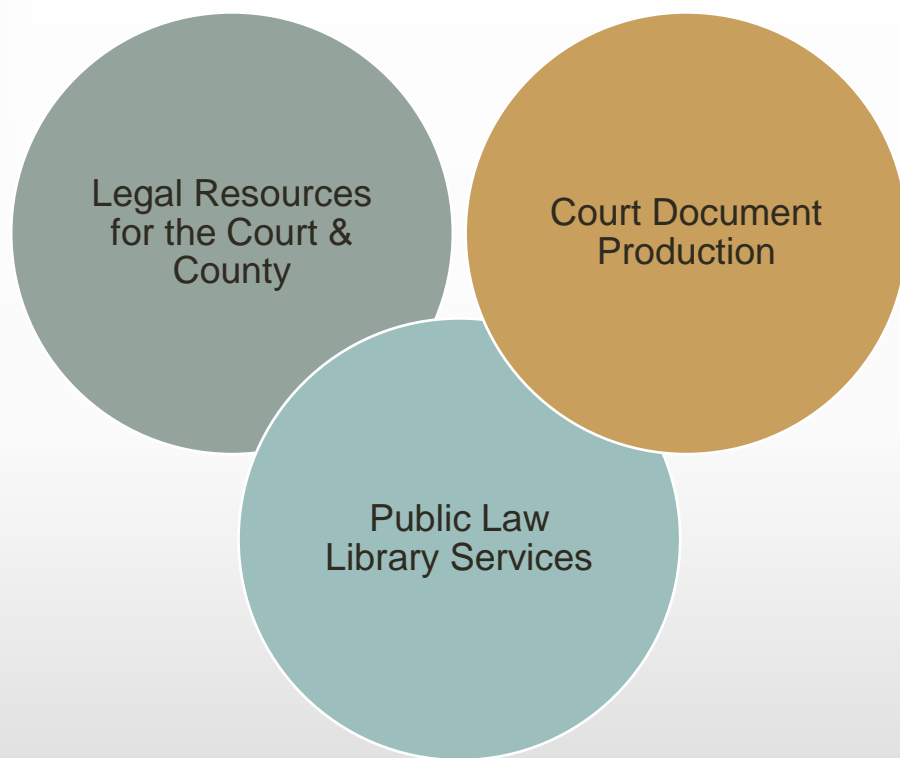 Legal Resources
for the Court &
County
Court Document
Production
Public Law
Library Services